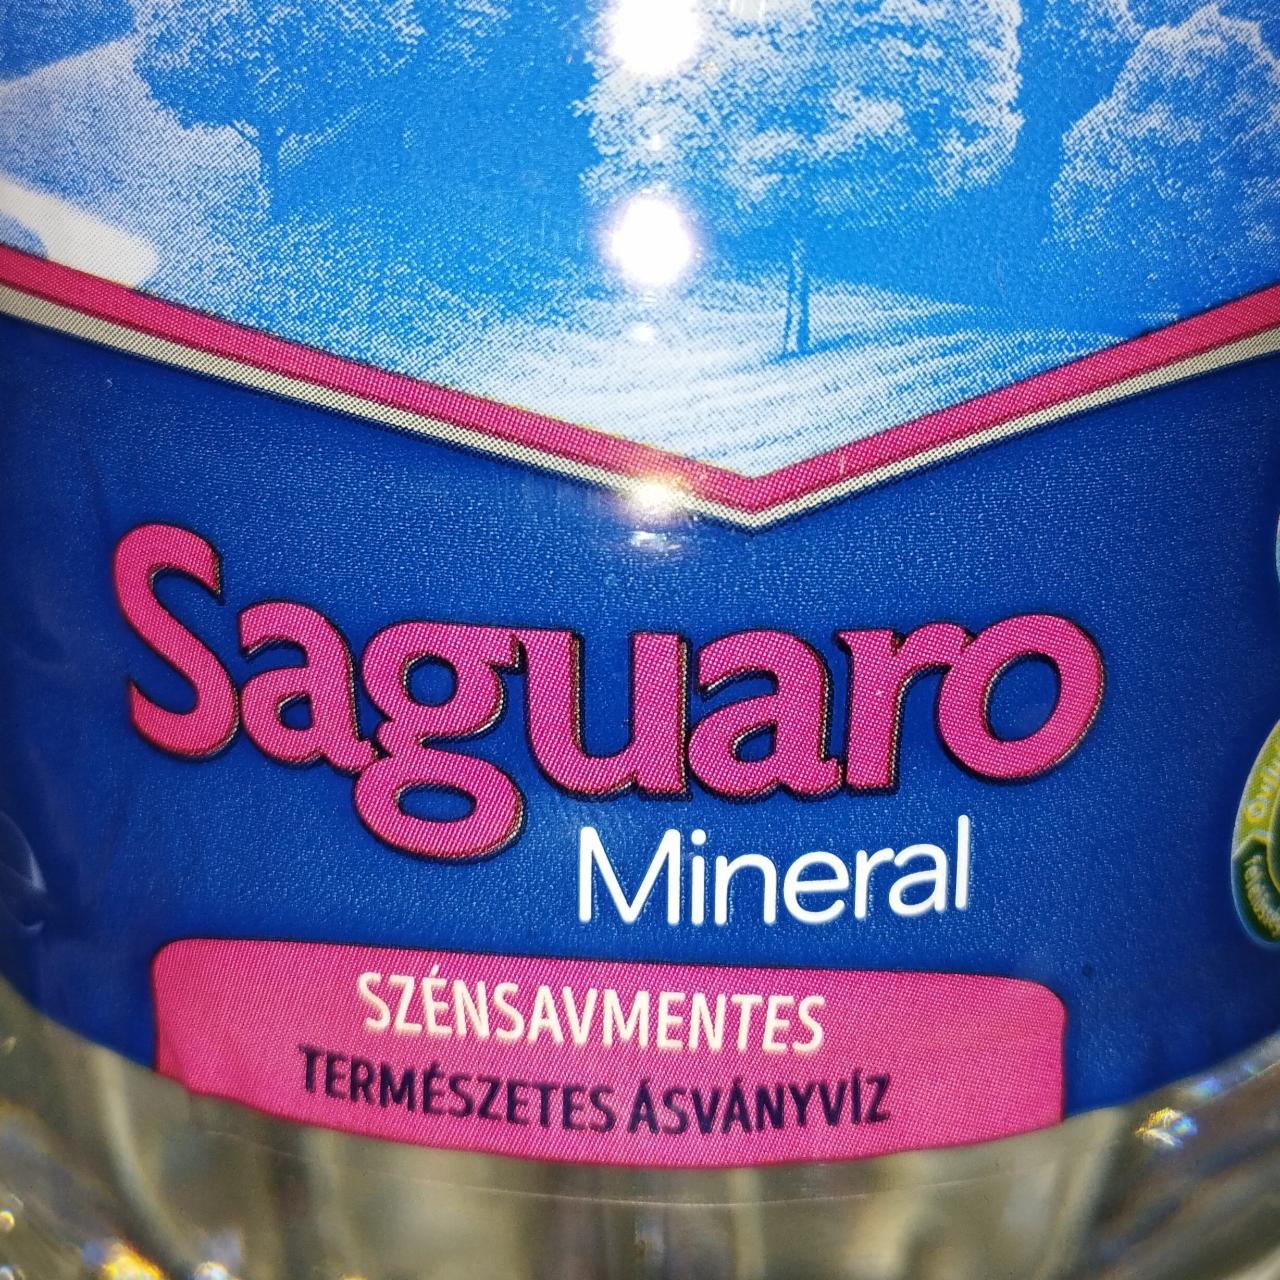 Saguaro
Mineral
SZÉNSAVMENTES
TERMÉSZETES ÁSVÁNYVÍZ